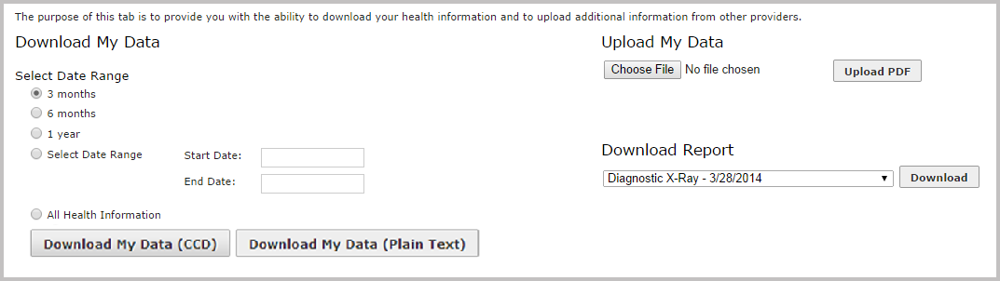 The purpose of this tab is to provide you with the ability to download your health information and to upload additional information from other providers.
Download My Data
Select Date Range
3 months
6 months
1 year
Select Date Range Start Date:
End Date:
All Health Information
Download My Data (CCD) Download My Data (Plain Text)
Upload My Data
Choose File No file chosen Upload PDF
Download Report
Diagnostic X-Ray - 3/28/2014 Download